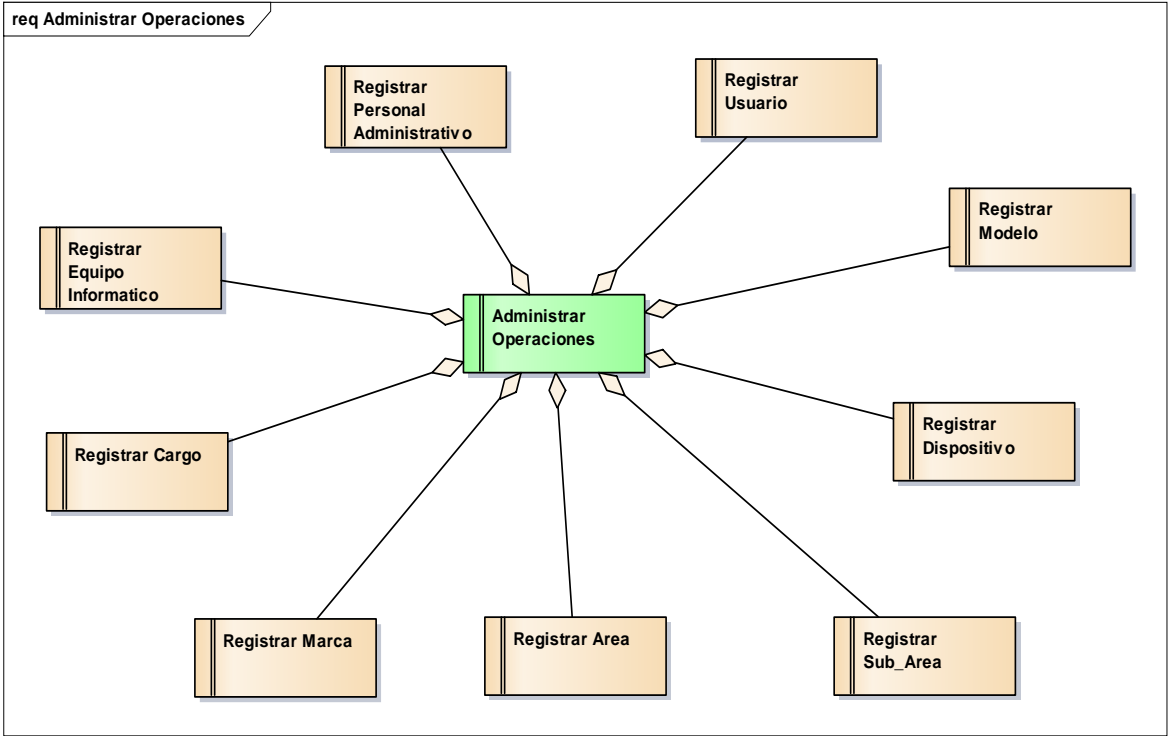 req Administrar Operaciones
Registrar
Personal
Administrativo
Registrar
Usuario
Registrar
Modelo
Registrar
Equipo
Informatico
Administrar
Operaciones
Registrar
Dispositivo
Registrar Cargo
Registrar Marca
Registrar Area
Registrar
Sub_Area